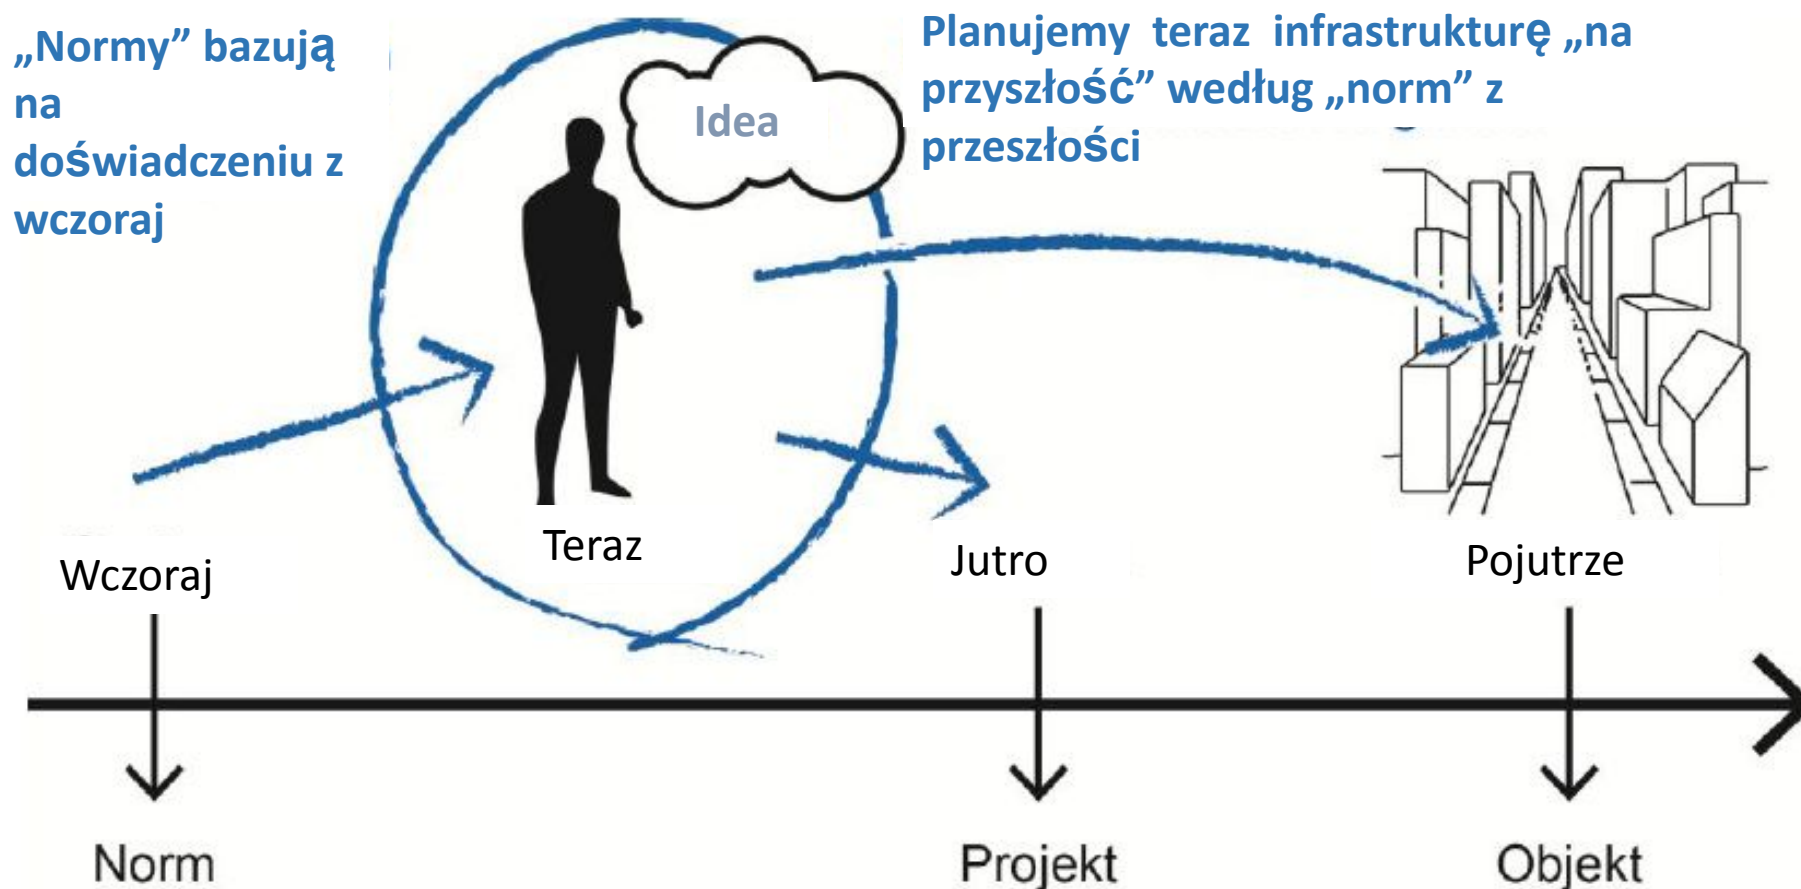 „Normy” bazują
na
doświadczeniu z
wczoraj
Planujemy teraz infrastrukturę „na
przyszłość” według „norm” z
przeszłości
Idea
Teraz
Wczoraj
Jutro
Pojutrze
Norm
Projekt
Objekt